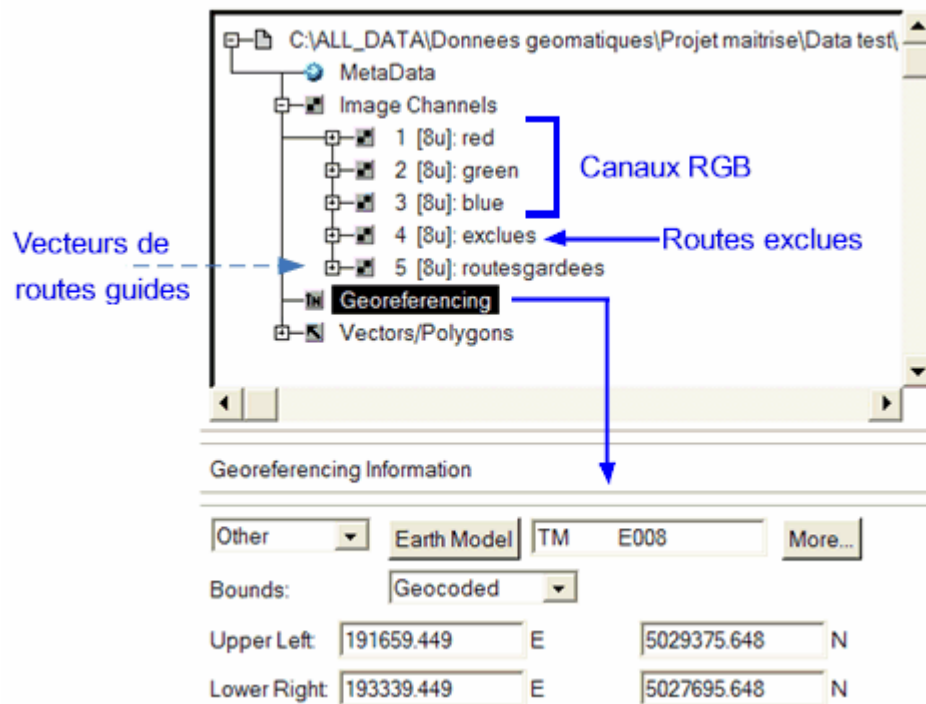 C:\ALL_DATA\Donnees geomatiques\Projet maitrise\Data test\
MetaData
Image Channels
1 [8u]: red
2 [8u]: green
3 [8u]: blue
Canaux RGB
4 [8u]: exclues
Routes exclues
Vecteurs de
routes guides
5 [8u]: routesgardees
Georeferencing
Vectors/Polygons
Georeferencing Information
Other Earth Model TM E008 More...
Bounds: Geocoded
Upper Left: 191659.449 E 5029375.648 N
Lower Right: 193339.449 E 5027695.648 N